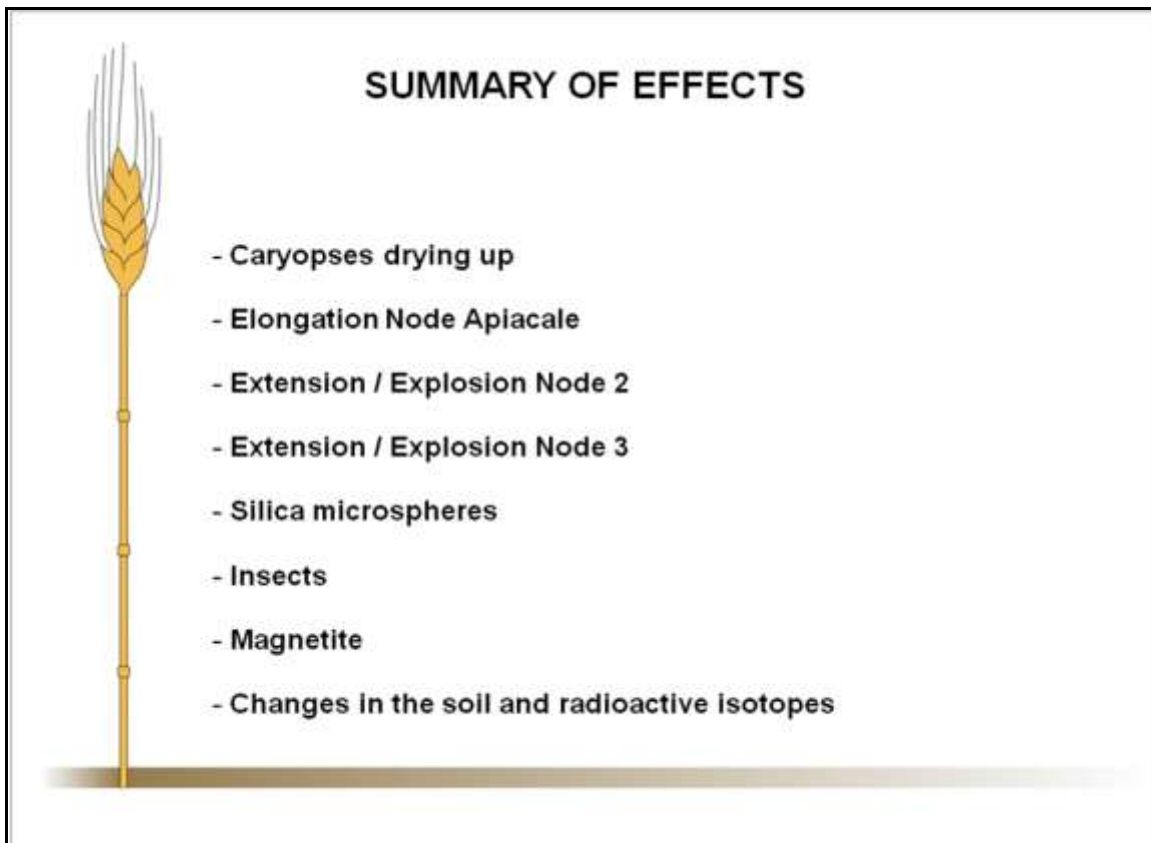 SUMMARY OF EFFECTS
- Caryopses drying up
- Elongation Node Apiacale
- Extension / Explosion Node 2
- Extension / Explosion Node 3
- Silica microspheres
- Insects
- Magnetite
- Changes in the soil and radioactive isotopes